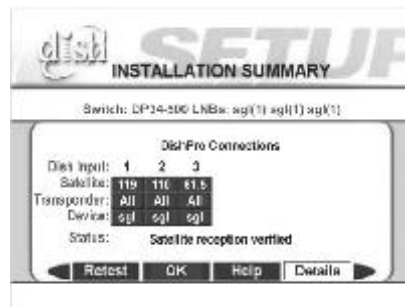 dish
SETUP
INSTALLATION SUMMARY
Switch: DP34-500 LNBs: sgl(1) sgl(1) sgl(1)
DishPro Connections
Dish Input: 1 2 3
Satellite: 119 110 61.5
Transponder: All All All
Device: sgl sgl sgl
Status: Satellite reception verified
Retest OK Help Details